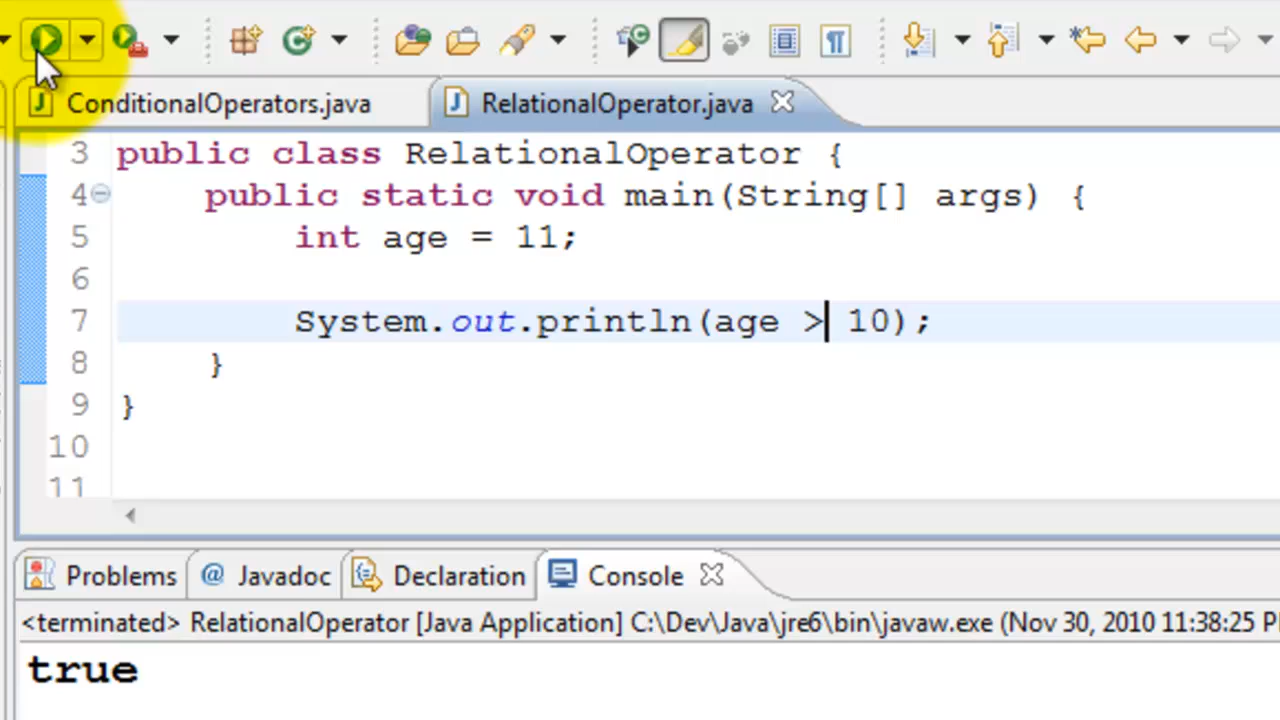 ConditionalOperators.java RelationalOperator.java
3 public class RelationalOperator {
4 public static void main(String[] args) {
5 int age = 11;
6
7 System.out.println(age > 10);
8 }
9 }
10
11
Problems @ Javadoc Declaration Console
<terminated> RelationalOperator [Java Application] C:\Dev\Java\jre6\bin\javaw.exe (Nov 30, 2010 11:38:25 P
true